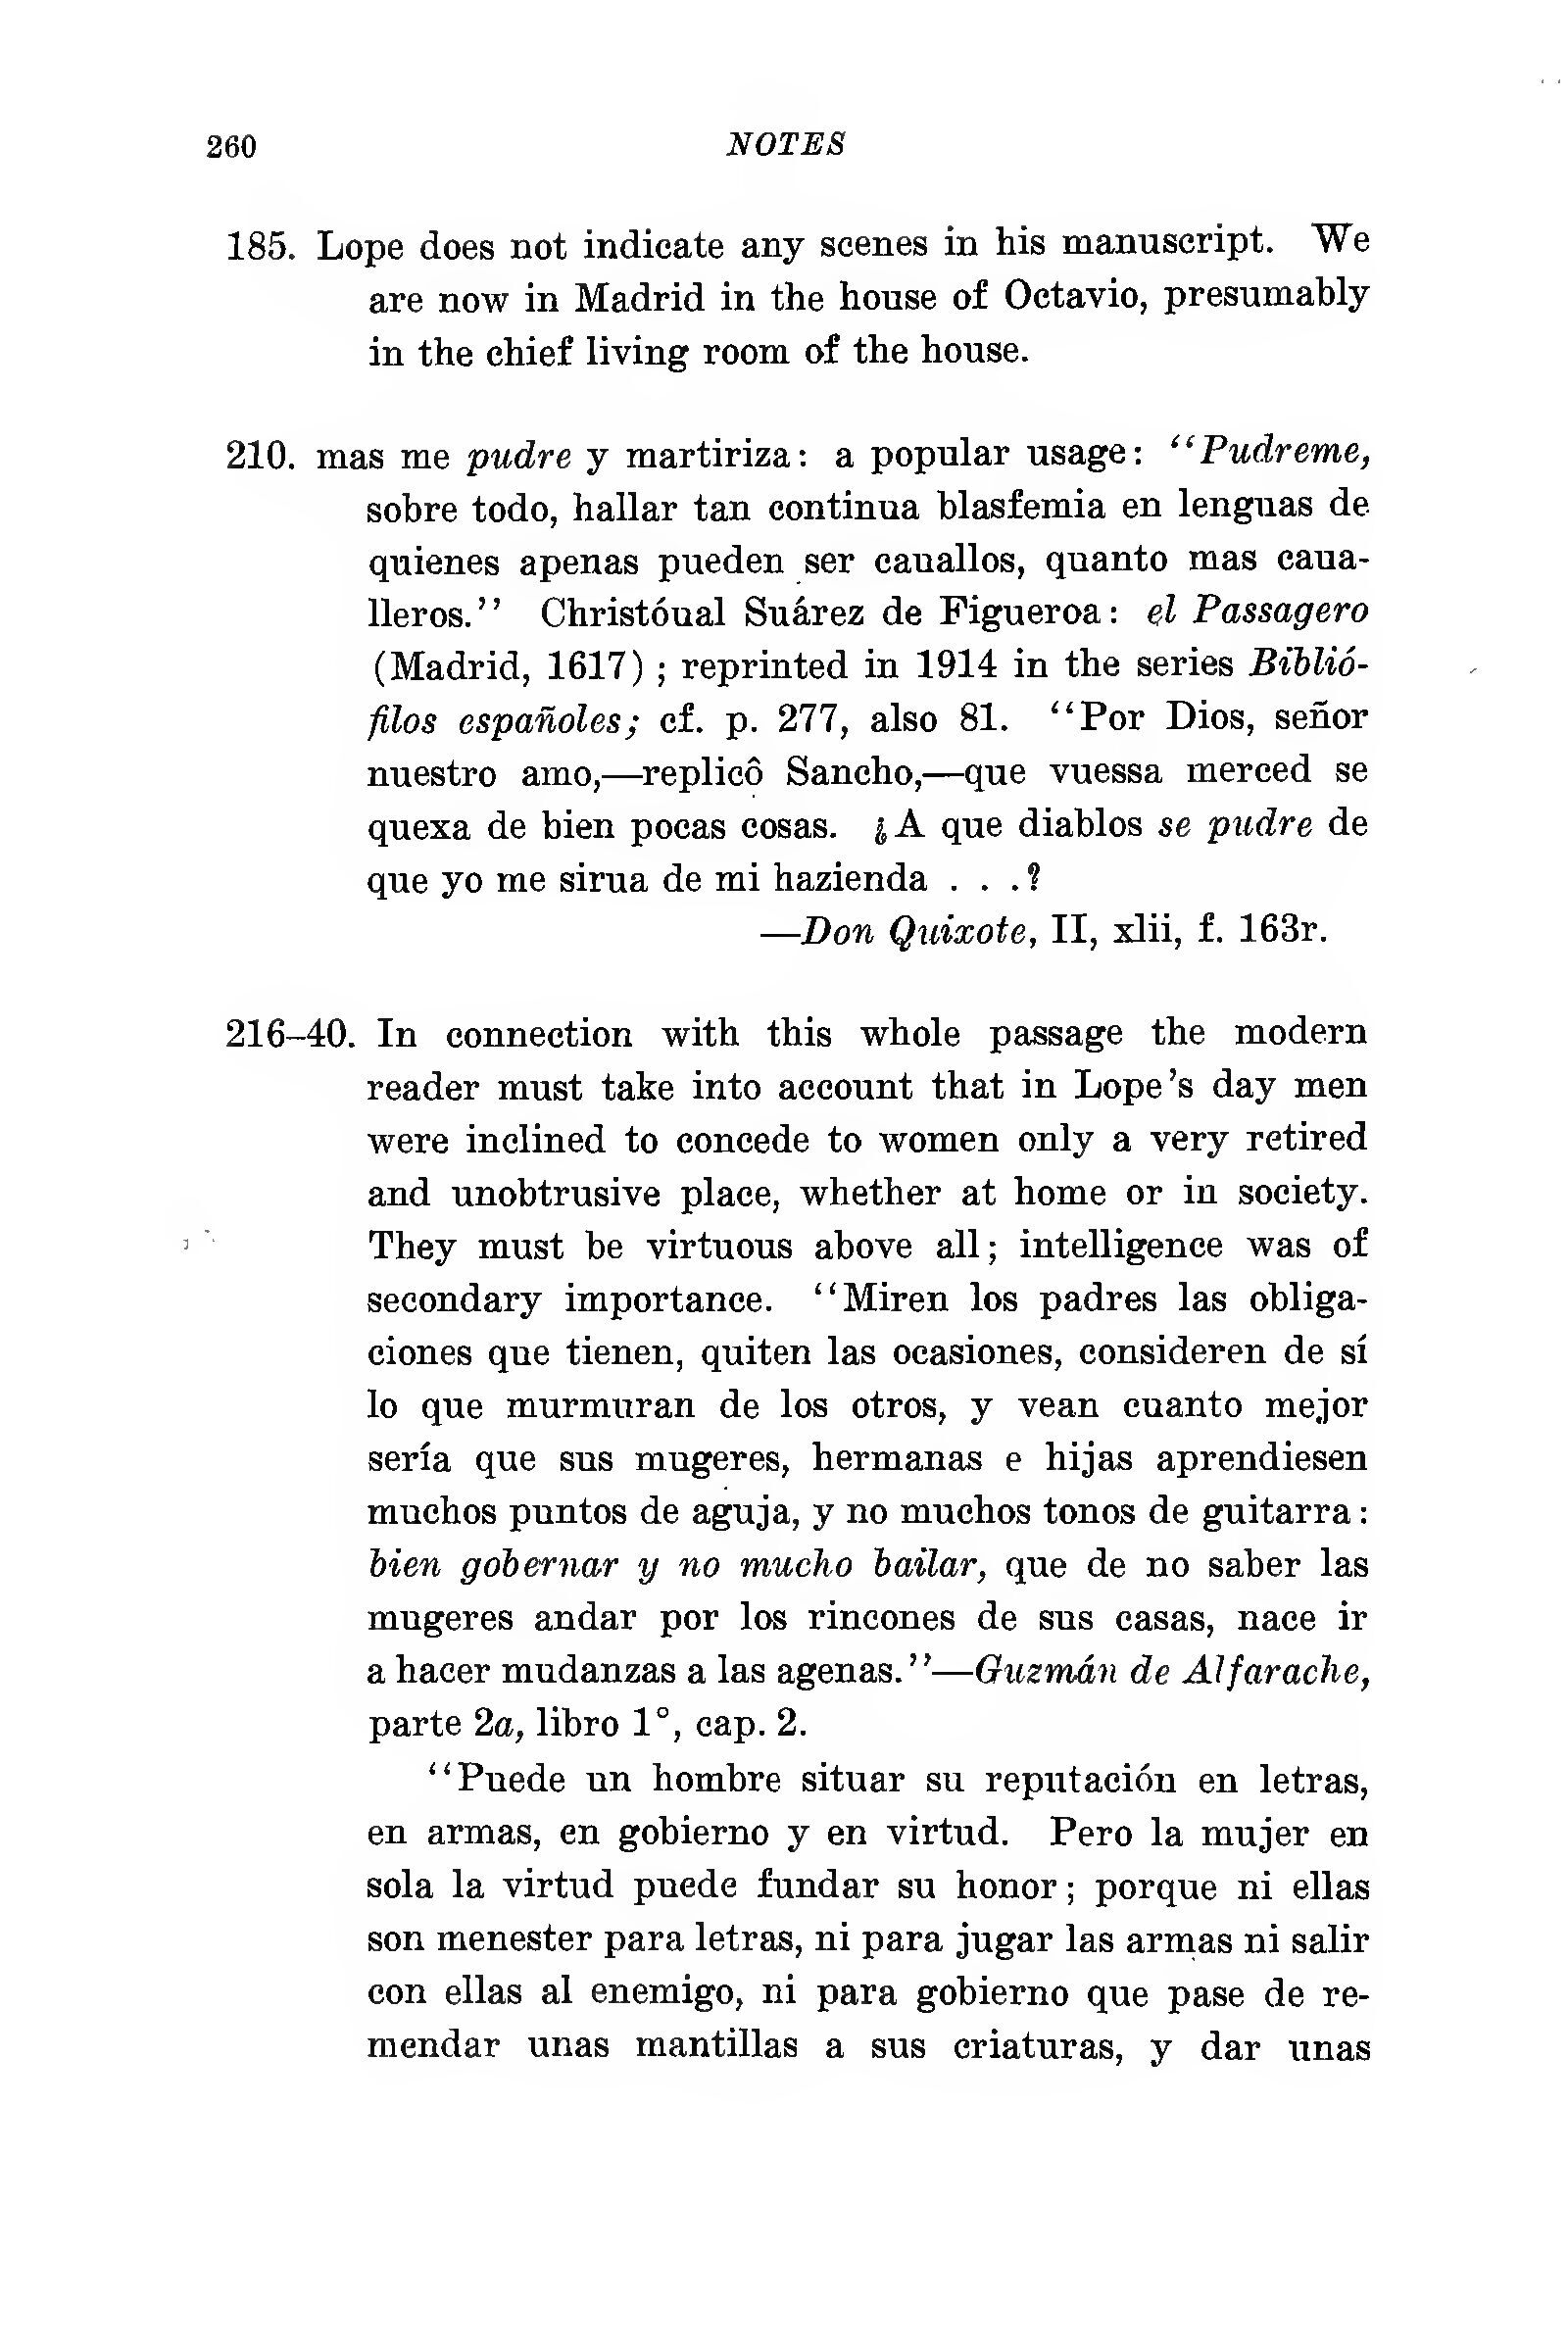 260 NOTES
185. Lope does not indicate any scenes in his manuscript. We
are now in Madrid in the house of Octavio, presumably
in the chief living room of the house.
210. mas me pudre y martiriza: a popular usage: “Pudreme,
sobre todo, hallar tan continua blasfemia en lenguas de
quienes apenas pueden ser cauallos, quanto mas caua-
lleros.” Christóual Suárez de Figueroa: el Passagero
(Madrid, 1617); reprinted in 1914 in the series Biblió-
filos españoles; cf. p. 277, also 81. “Por Dios, señor
nuestro amo,—replicô Sancho,—que vuessa merced se
quexa de bien pocas cosas. ¿A que diablos se pudre de
que yo me sirua de mi hazienda . . .?
—Don Quixote, II, xlii, f. 163r.
216–40. In connection with this whole passage the modern
reader must take into account that in Lope’s day men
were inclined to concede to women only a very retired
and unobtrusive place, whether at home or in society.
They must be virtuous above all; intelligence was of
secondary importance. “Miren los padres las obliga-
ciones que tienen, quiten las ocasiones, consideren de sí
lo que murmuran de los otros, y vean cuanto mejor
sería que sus mugeres, hermanas e hijas aprendiesen
muchos puntos de aguja, y no muchos tonos de guitarra:
bien gobernar y no mucho bailar, que de no saber las
mugeres andar por los rincones de sus casas, nace ir
a hacer mudanzas a las agenas.”—Guzmán de Alfarache,
parte 2a, libro 1°, cap. 2.
“Puede un hombre situar su reputación en letras,
en armas, en gobierno y en virtud. Pero la mujer en
sola la virtud puede fundar su honor; porque ni ellas
son menester para letras, ni para jugar las armas ni salir
con ellas al enemigo, ni para gobierno que pase de re-
mendar unas mantillas a sus criaturas, y dar unas